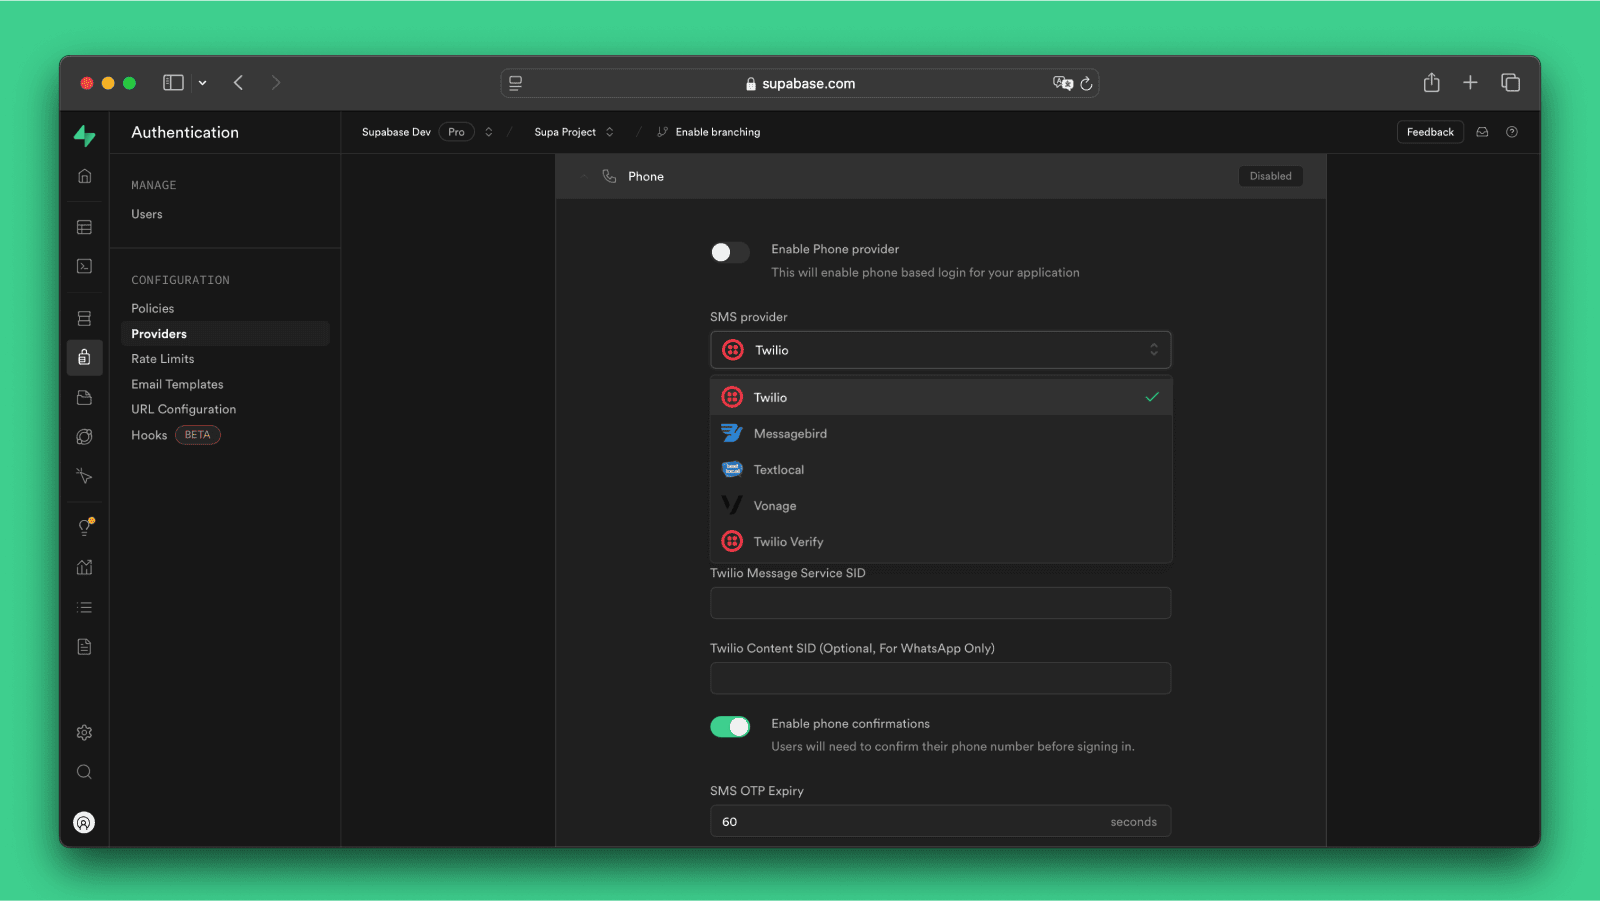 supabase.com
Authentication
Supabase Dev Pro / Supa Project / Enable branching
Feedback
MANAGE
Users
CONFIGURATION
Policies
Providers
Rate Limits
Email Templates
URL Configuration
Hooks BETA
Phone
Disabled
Enable Phone provider
This will enable phone based login for your application
SMS provider
Twilio
Twilio
Messagebird
text local
Textlocal
Vonage
Twilio Verify
Twilio Message Service SID
Twilio Content SID (Optional, For WhatsApp Only)
Enable phone confirmations
Users will need to confirm their phone number before signing in.
SMS OTP Expiry
60 seconds